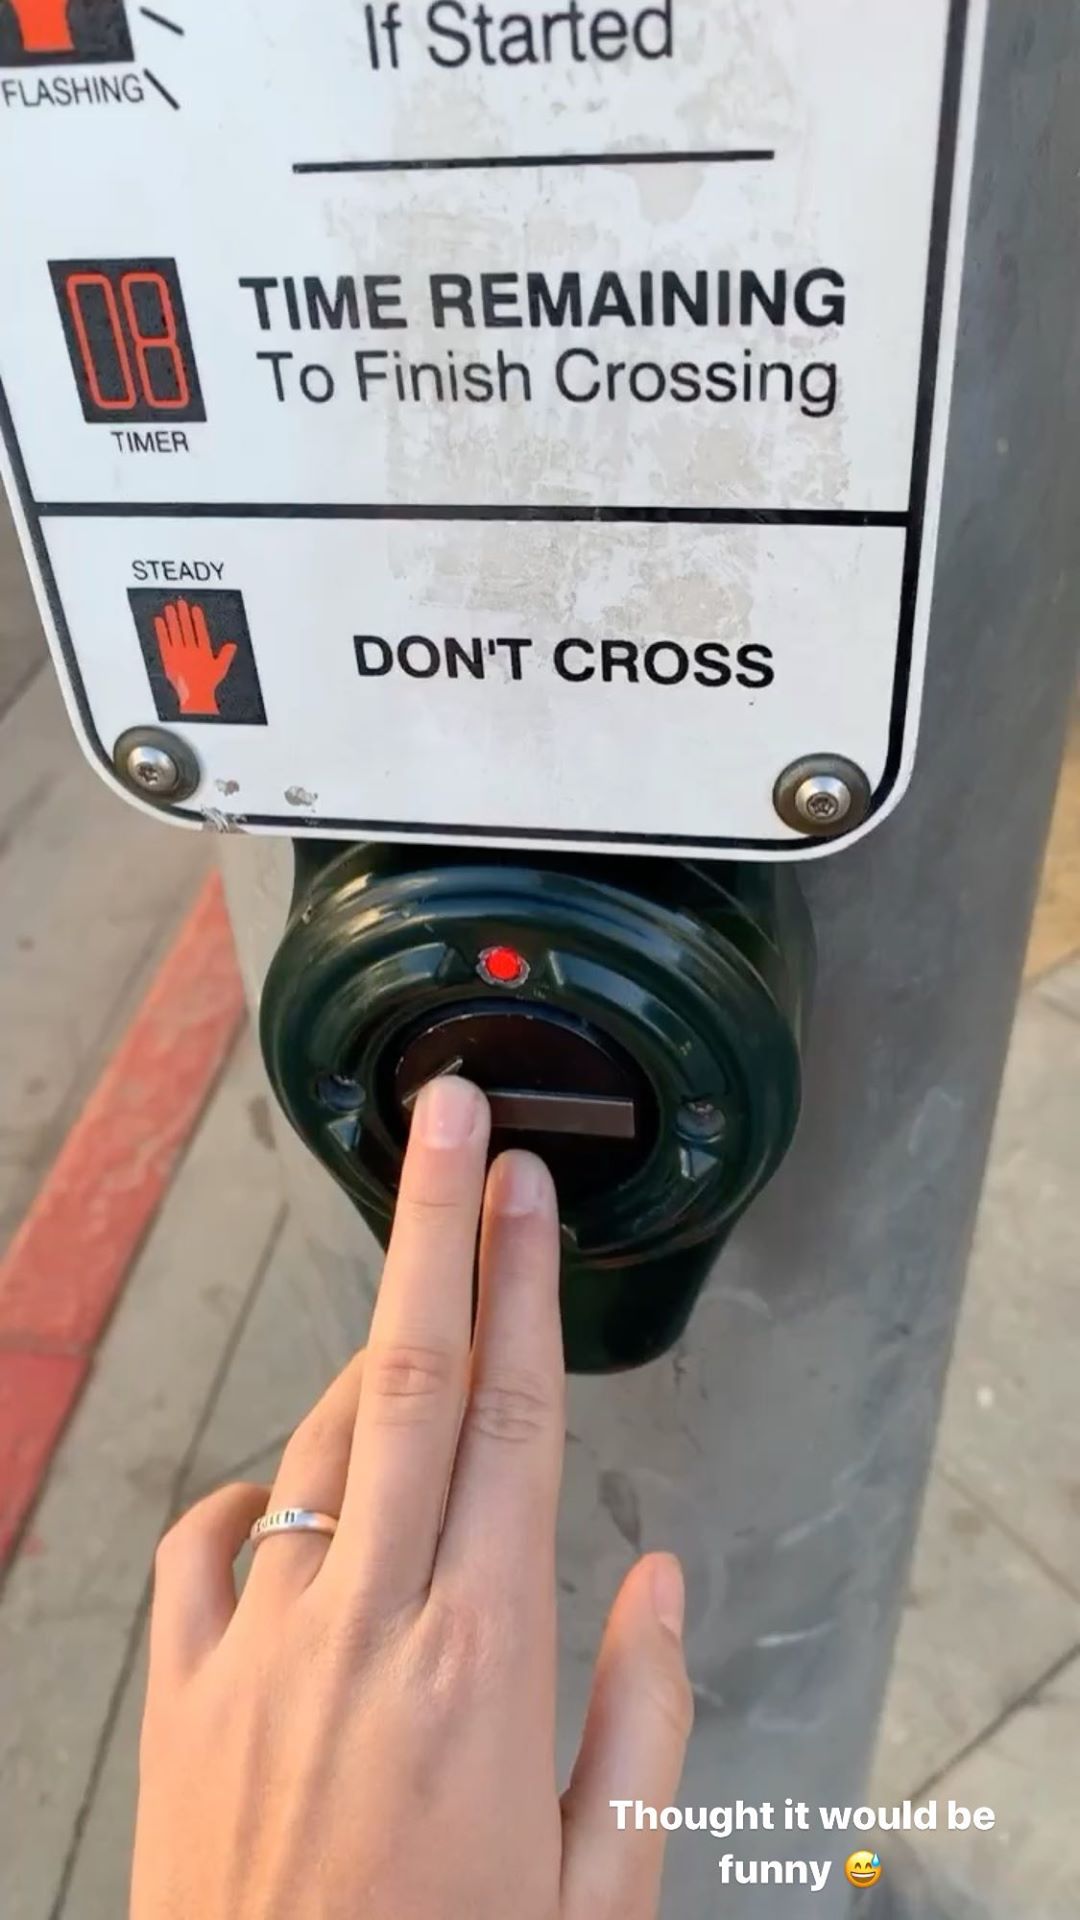 If Started
FLASHING
08
TIME REMAINING
To Finish Crossing
TIMER
STEADY
DON'T CROSS
Thought it would be
funny 😅